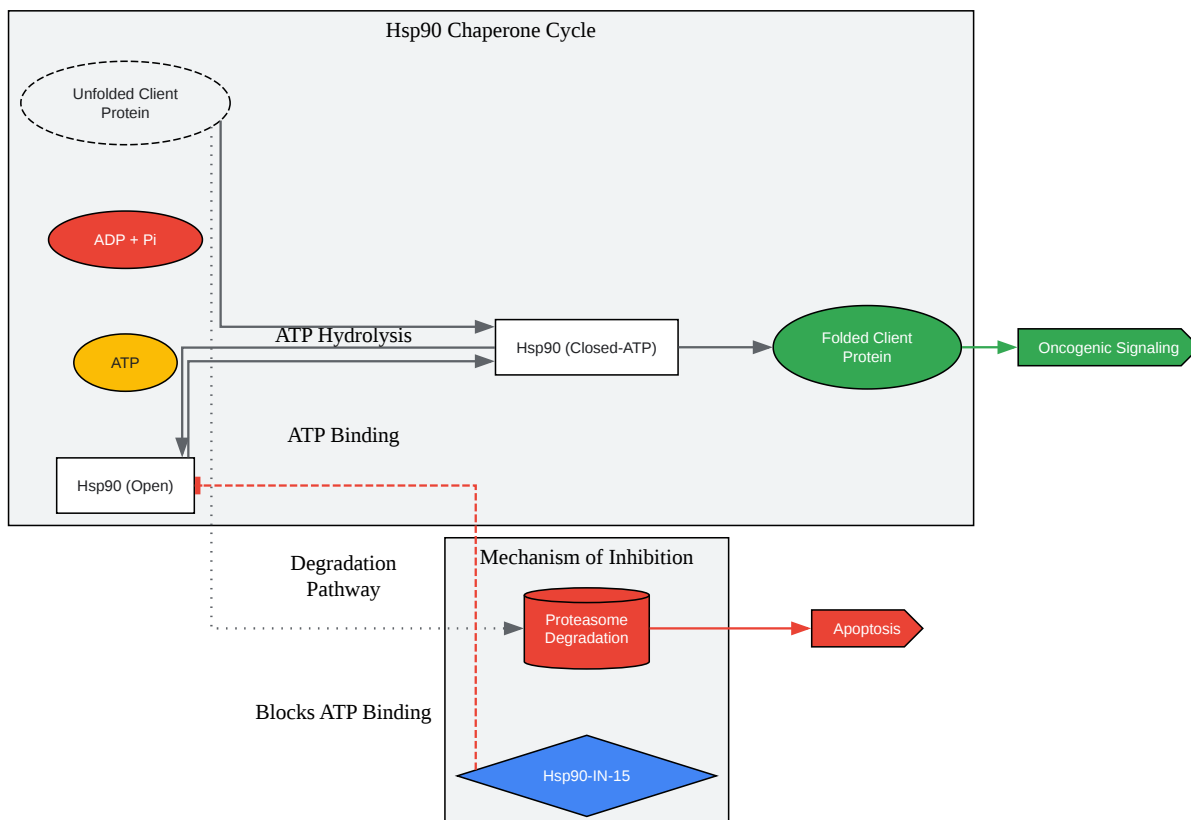 Hsp90 Chaperone Cycle
Unfolded Client
Protein
ADP + Pi
ATP Hydrolysis
Hsp90 (Closed-ATP)
Folded Client
Protein
Oncogenic Signaling
ATP
ATP Binding
Hsp90 (Open)
Mechanism of Inhibition
Degradation
Pathway
Proteasome
Degradation
Apoptosis
Blocks ATP Binding
Hsp90-IN-15